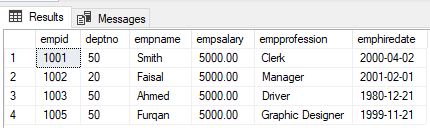 Results Messages
empid deptno empname empsalary empprofession emphiredate
1 1001 50 Smith 5000.00 Clerk 2000-04-02
2 1002 20 Faisal 5000.00 Manager 2001-02-01
3 1003 50 Ahmed 5000.00 Driver 1980-12-21
4 1005 50 Furqan 5000.00 Graphic Designer 1999-11-21